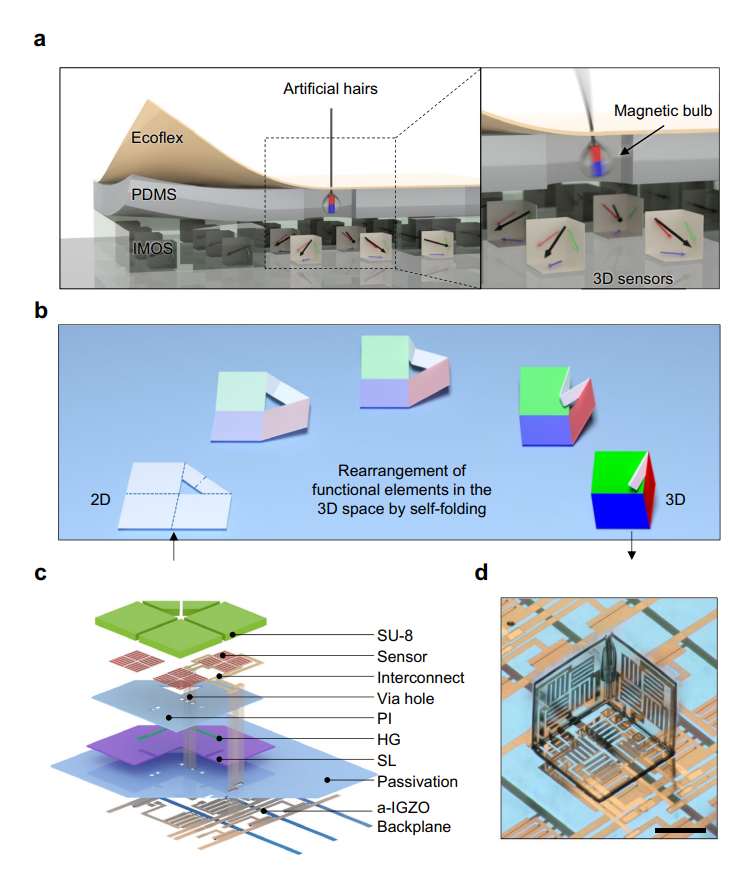 a
Artificial hairs
Ecoflex
PDMS
IMOS
Magnetic bulb
3D sensors
b
2D
Rearrangement of
functional elements in the
3D space by self-folding
3D
c
SU-8
Sensor
Interconnect
Via hole
PI
HG
SL
Passivation
a-IGZO
Backplane
d